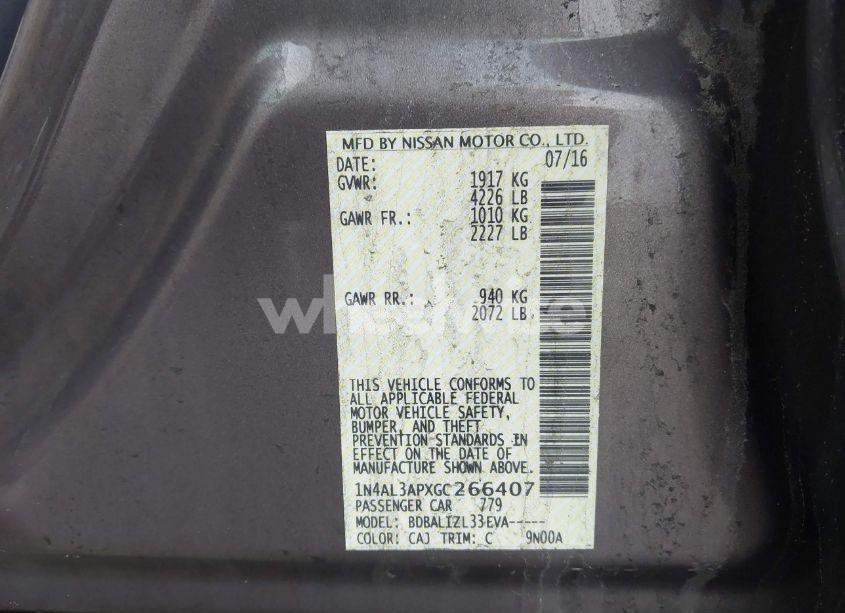 MFD BY NISSAN MOTOR CO., LTD.
DATE: 07/16
GVWR: 1917 KG
4226 LB
GAWR FR.: 1010 KG
2227 LB
GAWR RR.: 940 KG
2072 LB
THIS VEHICLE CONFORMS TO
ALL APPLICABLE FEDERAL
MOTOR VEHICLE SAFETY,
BUMPER, AND THEFT
PREVENTION STANDARDS IN
EFFECT ON THE DATE OF
MANUFACTURE SHOWN ABOVE.
1N4AL3APXGC266407
PASSENGER CAR 779
MODEL: BDBALIZL33EVA-----
COLOR: CAJ TRIM: C 9N00A